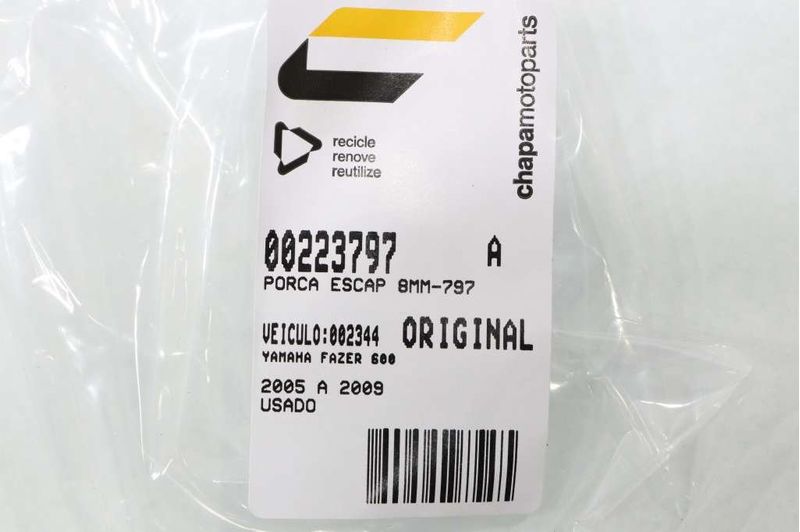 chapamotoparts
recicle
renove
reutilize
00223797 A
PORCA ESCAP 8MM-797
VEICULO:002344 ORIGINAL
YAMAHA FAZER 600
2005 A 2009
USADO